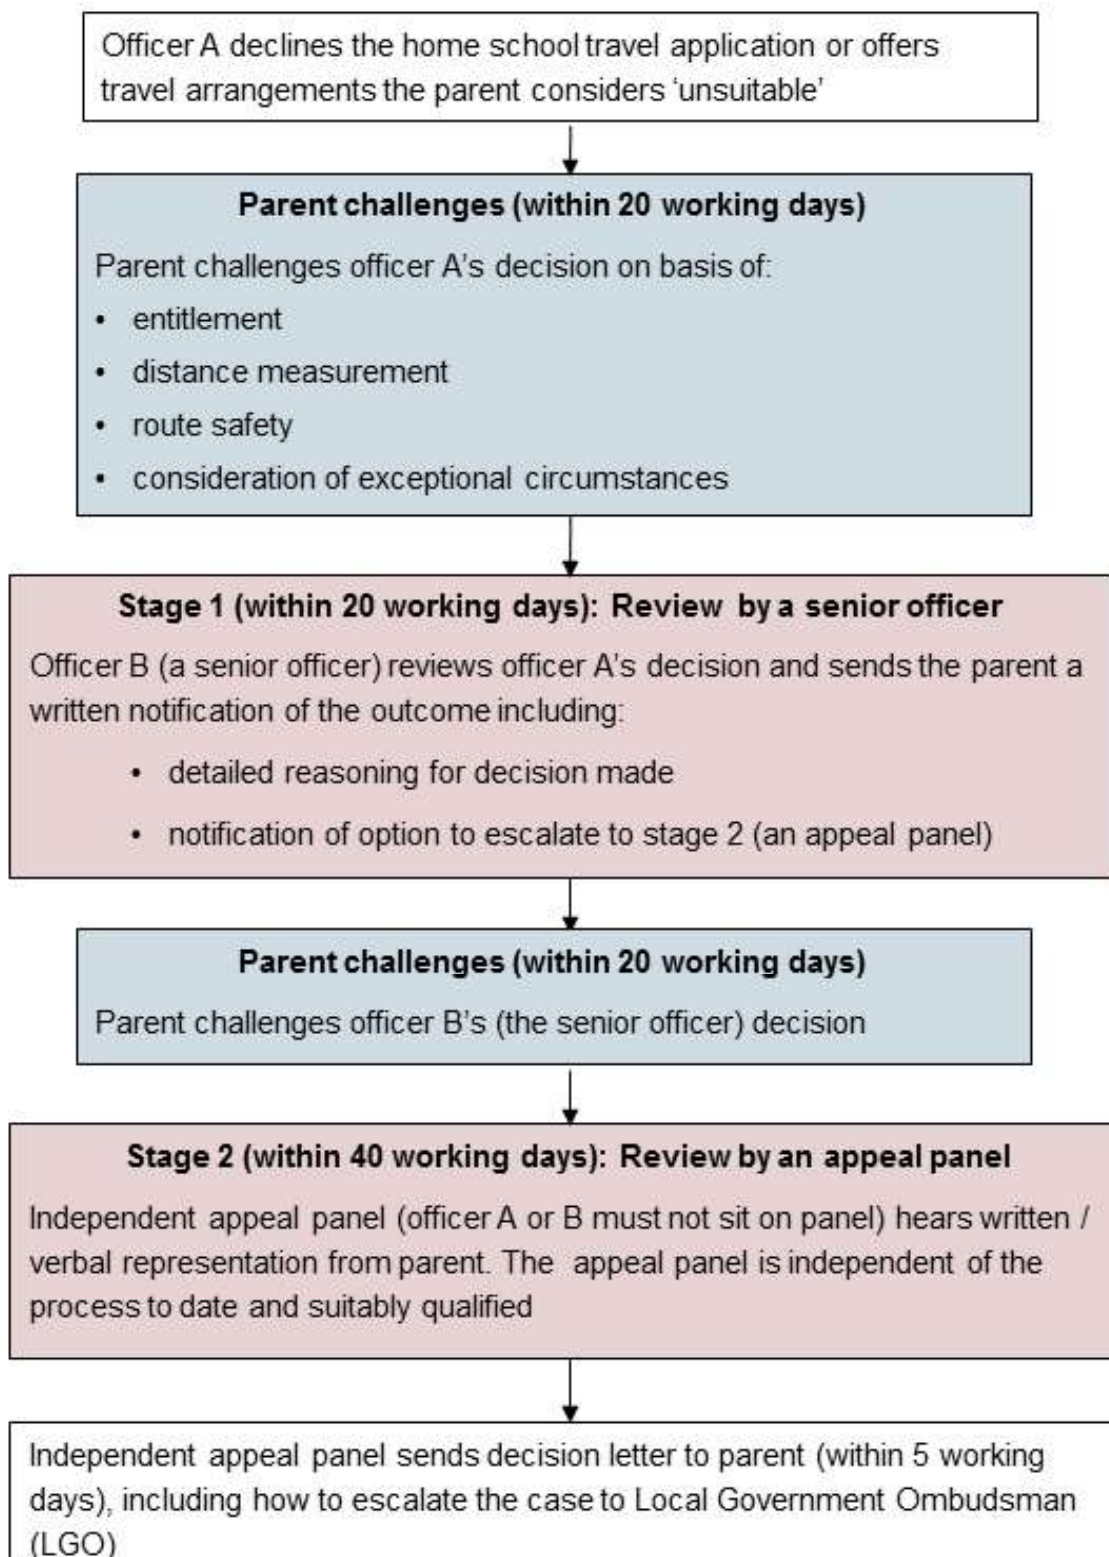 Officer A declines the home school travel application or offers
travel arrangements the parent considers ‘unsuitable’
Parent challenges (within 20 working days)
Parent challenges officer A’s decision on basis of:
• entitlement
• distance measurement
• route safety
• consideration of exceptional circumstances
Stage 1 (within 20 working days): Review by a senior officer
Officer B (a senior officer) reviews officer A’s decision and sends the parent a
written notification of the outcome including:
• detailed reasoning for decision made
• notification of option to escalate to stage 2 (an appeal panel)
Parent challenges (within 20 working days)
Parent challenges officer B’s (the senior officer) decision
Stage 2 (within 40 working days): Review by an appeal panel
Independent appeal panel (officer A or B must not sit on panel) hears written /
verbal representation from parent. The appeal panel is independent of the
process to date and suitably qualified
Independent appeal panel sends decision letter to parent (within 5 working
days), including how to escalate the case to Local Government Ombudsman
(LGO)